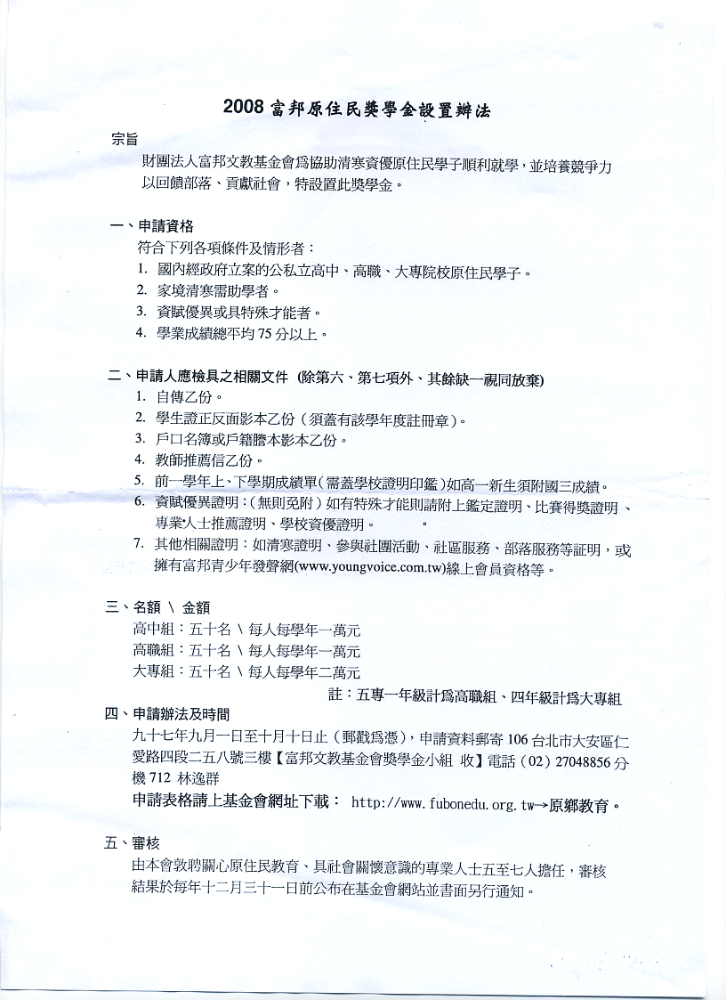 2008 富邦原住民獎學金設置辦法
宗旨
財團法人富邦文教基金會爲協助清寒資優原住民學子順利就學，並培養競爭力
以回饋部落、貢獻社會，特設置此獎學金。
一、申請資格
符合下列各項條件及情形者：
1. 國內經政府立案的公私立高中、高職、大專院校原住民學子。
2. 家境清寒需助學者。
3. 資賦優異或具特殊才能者。
4. 學業成績總平均 75 分以上。
二、申請人應檢具之相關文件 (除第六、第七項外、其餘缺一視同放棄)
1. 自傳乙份。
2. 學生證正反面影本乙份（須蓋有該學年度註冊章）。
3. 戶口名簿或戶籍謄本影本乙份。
4. 教師推薦信乙份。
5. 前一學年上、下學期成績單（需蓋學校證明印鑑）如高一新生須附國三成績。
6. 資賦優異證明：（無則免附）如有特殊才能則請附上鑑定證明、比賽得獎證明、
專業人士推薦證明、學校資優證明。
7. 其他相關證明：如清寒證明、參與社團活動、社區服務、部落服務等証明，或
擁有富邦青少年發聲網(www.youngvoice.com.tw)線上會員資格等。
三、名額 \ 金額
高中組：五十名 \ 每人每學年一萬元
高職組：五十名 \ 每人每學年一萬元
大專組：五十名 \ 每人每學年二萬元
註：五專一年級計爲高職組、四年級計爲大專組
四、申請辦法及時間
九十七年九月一日至十月十日止（郵戳爲憑），申請資料郵寄 106 台北市大安區仁
愛路四段二五八號三樓【富邦文教基金會獎學金小組 收】電話（02）27048856 分
機 712 林逸群
申請表格請上基金會網址下載： http://www.fubonedu.org.tw→原鄉教育。
五、審核
由本會敦聘關心原住民教育、具社會關懷意識的專業人士五至七人擔任，審核
結果於每年十二月三十一日前公布在基金會網站並書面另行通知。